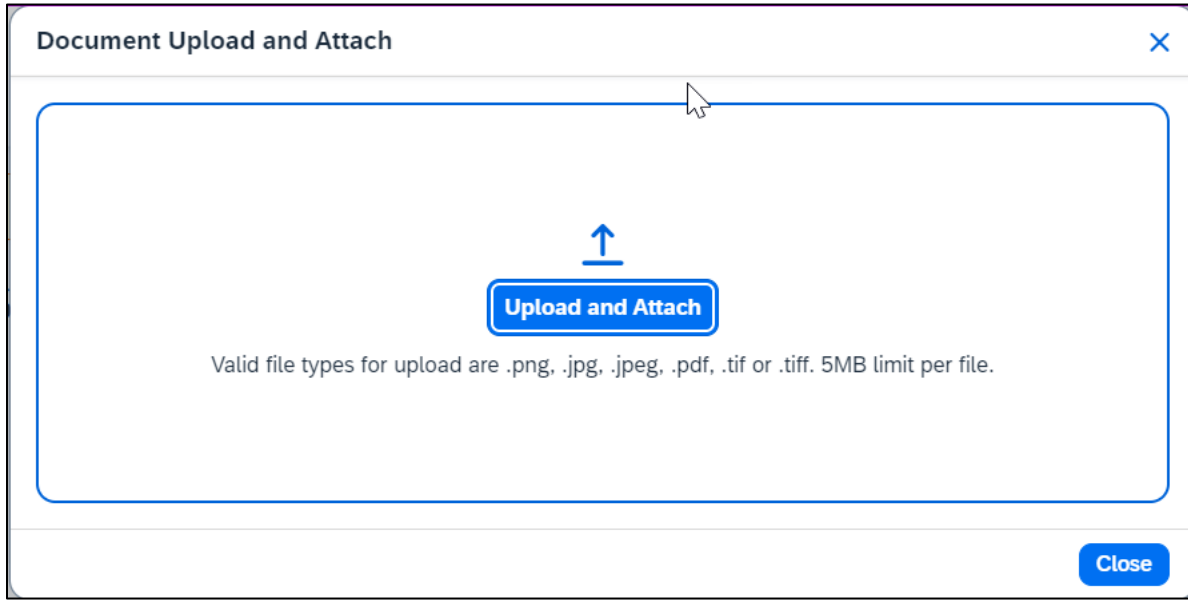 Document Upload and Attach
Upload and Attach
Valid file types for upload are .png, .jpg, .jpeg, .pdf, .tif or .tiff. 5MB limit per file.
Close